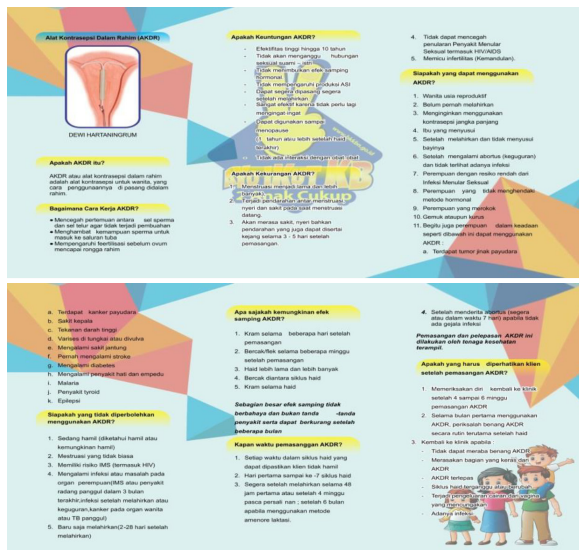 Alat Kontrasepsi Dalam Rahim (AKDR)
DEWI HARTANINGRUM
Apakah AKDR itu?
AKDR atau alat kontrasepsi dalam rahim
adalah alat kontrasepsi untuk wanita, yang
cara penggunaannya di pasang didalam
rahim.
Bagaimana Cara Kerja AKDR?
Mencegah pertemuan antara sel sperma
dan sel telur agar tidak terjadi pembuahan
Menghambat kemampuan sperma untuk
masuk ke saluran tuba
Mempengaruhi feertilisasi sebelum ovum
mencapai rongga rahim
Apakah Keuntungan AKDR?
- Efektifitas tinggi hingga 10 tahun
- Tidak akan menganggu hubungan
seksual suami – istri
- Tidak menimbulkan efek samping
hormonal
- Tidak mempengaruhi produksi ASI
- Dapat segera dipasang segera
setelah melahirkan
- Sangat efektif karena tidak perlu lagi
mengingat ingat
- Dapat digunakan sampai
menopause
(1 tahun atau lebih setelah haid
terakhir)
- Tidak ada interaksi dengan obat obat
Apakah Kekurangan AKDR?
1. Menstruasi menjadi lama dan lebih
banyak
2. Terjadi pendarahan antar menstruasi
nyeri dan sakit pada saat menstruasi
datang.
3. Akan merasa sakit, nyeri bahkan
pendarahan yang juga dapat disertai
kejang selama 3 - 5 hari setelah
pemasangan.
4. Tidak dapat mencegah
penularan Penyakit Menular
Seksual termasuk HIV/AIDS
5. Memicu infertilitas (Kemandulan).
Siapakah yang dapat menggunakan
AKDR?
1. Wanita usia reproduktif
2. Belum pernah melahirkan
3. Menginginkan menggunakan
kontrasepsi jangka panjang
4. Ibu yang menyusui
5. Setelah melahirkan dan tidak menyusui
bayinya
6. Setelah mengalami abortus (keguguran)
dan tidak terlihat adanya infeksi
7. Perempuan dengan resiko rendah dari
Infeksi Menular Seksual
8. Perempuan yang tidak menghendaki
metode hormonal
9. Perempuan yang merokok
10. Gemuk ataupun kurus
11. Begitu juga perempuan dalam keadaan
seperti dibawah ini dapat menggunakan
AKDR :
a. Terdapat tumor jinak payudara
a. Terdapat kanker payudara
b. Sakit kepala
c. Tekanan darah tinggi
d. Varises di tungkai atau divulva
e. Mengalami sakit jantung
f. Pernah mengalami stroke
g. Mengalami diabetes
h. Mengalami penyakit hati dan empedu
i. Malaria
j. Penyakit tyroid
k. Epilepsi
Siapakah yang tidak diperbolehkan
menggunakan AKDR?
1. Sedang hamil (diketahui hamil atau
kemungkinan hamil)
2. Mestruasi yang tidak biasa
3. Memiliki risiko IMS (termasuk HIV)
4. Mengalami infeksi atau masalah pada
organ perempuan(IMS atau penyakit
radang panggul dalam 3 bulan
terakhir,infeksi setelah melahirkan atau
keguguran,kanker pada organ wanita
atau TB panggul)
5. Baru saja melahirkan(2-28 hari setelah
melahirkan)
Apa sajakah kemungkinan efek
samping AKDR?
1. Kram selama beberapa hari setelah
pemasangan
2. Bercak/flek selama beberapa minggu
setelah pemasangan
3. Haid lebih lama dan lebih banyak
4. Bercak diantara siklus haid
5. Kram selama haid
Sebagian besar efek samping tidak
berbahaya dan bukan tanda -tanda
penyakit serta dapat berkurang setelah
beberapa bulan
Kapan waktu pemasanggan AKDR?
1. Setiap waktu dalam siklus haid yang
dapat dipastikan klien tidak hamil
2. Hari pertama sampai ke -7 siklus haid
3. Segera setelah melahirkan selama 48
jam pertama atau setelah 4 minggu
pasca persali nan ; setelah 6 bulan
apabila menggunakan metode
amenore laktasi.
4. Setelah menderita abortus (segera
atau dalam waktu 7 hari) apabila tidak
ada gejala infeksi
Pemasangan dan pelepasan AKDR ini
dilakukan oleh tenaga kesehatan
terampil.
Apakah yang harus diperhatikan klien
setelah pemasangan AKDR?
1. Memeriksakan diri kembali ke klinik
setelah 4 sampai 6 minggu
pemasangan AKDR
2. Selama bulan pertama menggunakan
AKDR, periksalah benang AKDR
secara rutin terutama setelah haid
3. Kembali ke klinik apabila :
- Tidak dapat meraba benang AKDR
- Merasakan bagian yang keras dari
AKDR
- AKDR terlepas
- Siklus haid terganggu atau berubah
- Terjadi pengeluaran cairan dari vagina
yang mencurigakan
- Adanya infeksi